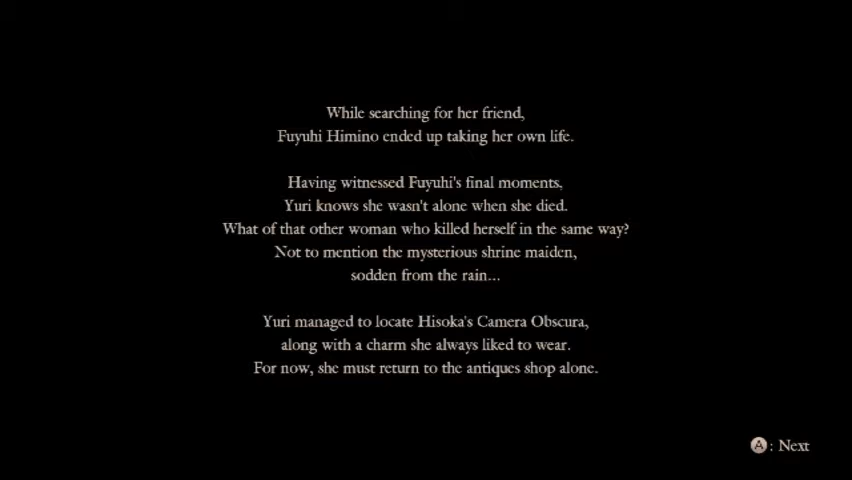 While searching for her friend,
Fuyuhi Himino ended up taking her own life.
Having witnessed Fuyuhi's final moments,
Yuri knows she wasn't alone when she died.
What of that other woman who killed herself in the same way?
Not to mention the mysterious shrine maiden,
sodden from the rain...
Yuri managed to locate Hisoka's Camera Obscura,
along with a charm she always liked to wear.
For now, she must return to the antiques shop alone.
A : Next